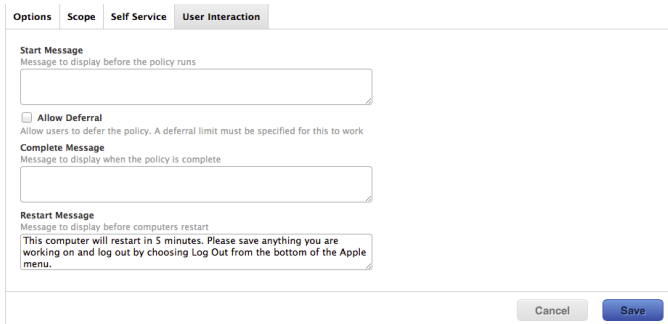 Options Scope Self Service User Interaction
Start Message
Message to display before the policy runs
Allow Deferral
Allow users to defer the policy. A deferral limit must be specified for this to work
Complete Message
Message to display when the policy is complete
Restart Message
Message to display before computers restart
This computer will restart in 5 minutes. Please save anything you are
working on and log out by choosing Log Out from the bottom of the Apple
menu.
Cancel Save